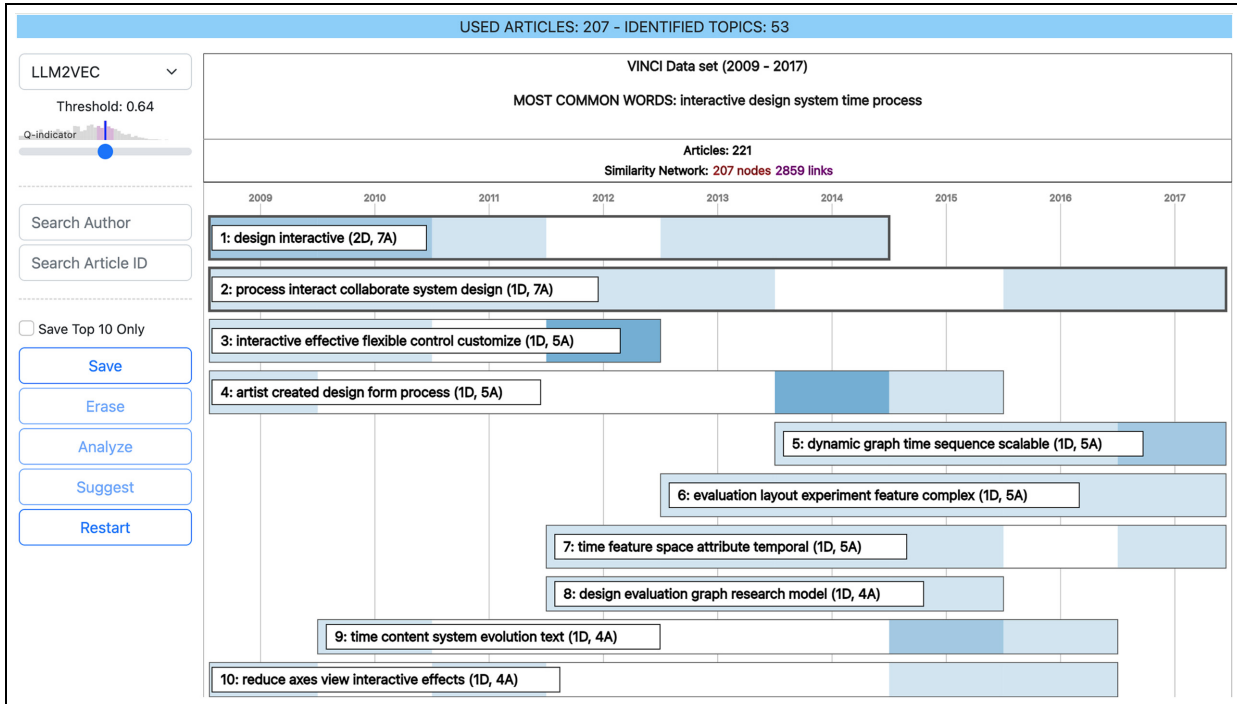 USED ARTICLES: 207 - IDENTIFIED TOPICS: 53
LLM2VEC
Threshold: 0.64
Q-indicator
Search Author
Search Article ID
Save Top 10 Only
Save
Erase
Analyze
Suggest
Restart
VINCI Data set (2009 - 2017)
MOST COMMON WORDS: interactive design system time process
Articles: 221
Similarity Network: 207 nodes 2859 links
2009 2010 2011 2012 2013 2014 2015 2016 2017
1: design interactive (2D, 7A)
2: process interact collaborate system design (1D, 7A)
3: interactive effective flexible control customize (1D, 5A)
4: artist created design form process (1D, 5A)
5: dynamic graph time sequence scalable (1D, 5A)
6: evaluation layout experiment feature complex (1D, 5A)
7: time feature space attribute temporal (1D, 5A)
8: design evaluation graph research model (1D, 4A)
9: time content system evolution text (1D, 4A)
10: reduce axes view interactive effects (1D, 4A)